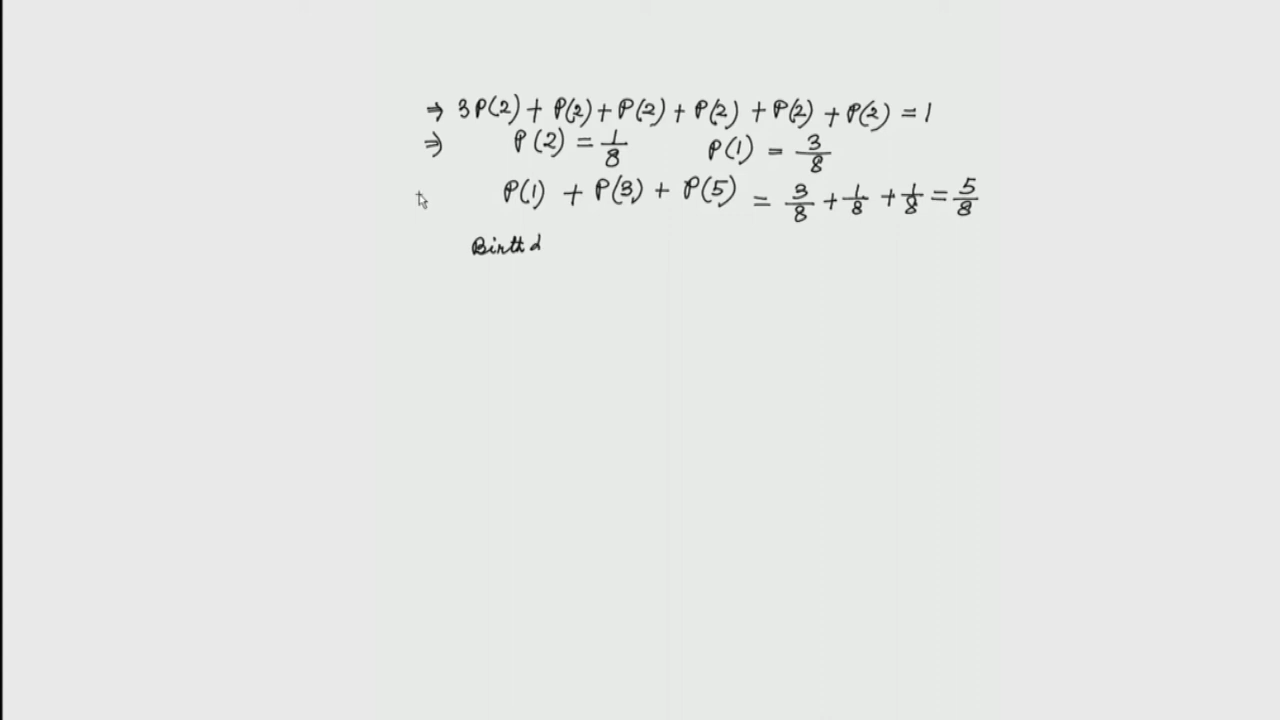 ⇒ 3P(2) + P(2) + P(2) + P(2) + P(2) + P(2) = 1
⇒ P(2) = 1/8 P(1) = 3/8
P(1) + P(3) + P(5) = 3/8 + 1/8 + 1/8 = 5/8
Birth d